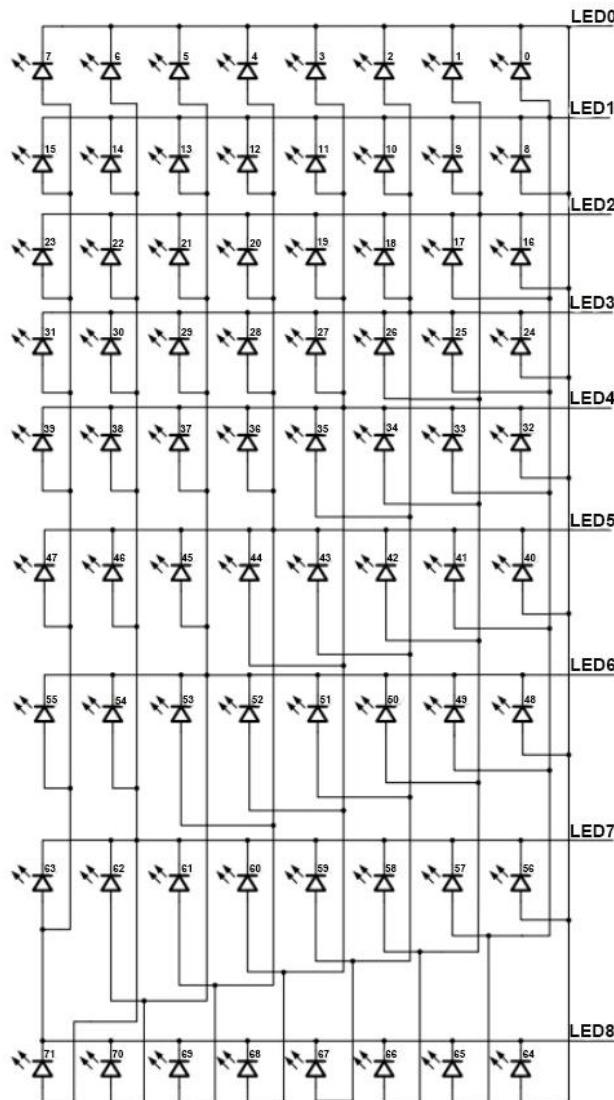 LED0
7 6 5 4 3 2 1 0
LED1
15 14 13 12 11 10 9 8
LED2
23 22 21 20 19 18 17 16
LED3
31 30 29 28 27 26 25 24
LED4
39 38 37 36 35 34 33 32
LED5
47 46 45 44 43 42 41 40
LED6
55 54 53 52 51 50 49 48
LED7
63 62 61 60 59 58 57 56
LED8
71 70 69 68 67 66 65 64